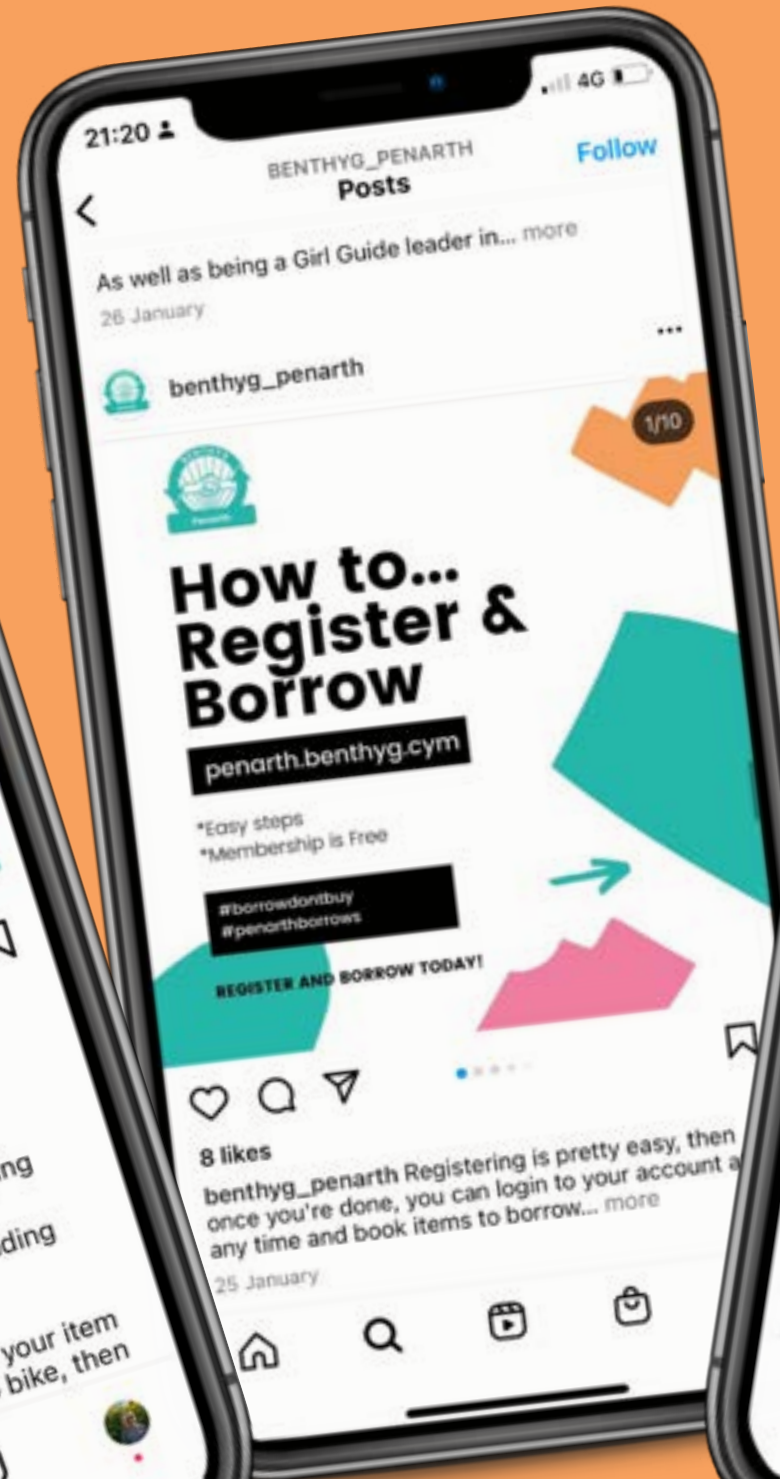 21:20
4G
BENTHYG_PENARTH
Posts
Follow
As well as being a Girl Guide leader in... more
26 January
benthyg_penarth
1/10
BENTHYG
Penarth
How to...
Register &
Borrow
penarth.benthyg.cym
*Easy steps
*Membership is Free
#borrowdontbuy
#penarthborrows
REGISTER AND BORROW TODAY!
8 likes
benthyg_penarth Registering is pretty easy, then
once you're done, you can login to your account a
any time and book items to borrow... more
25 January
ng
ding
your item
bike, then